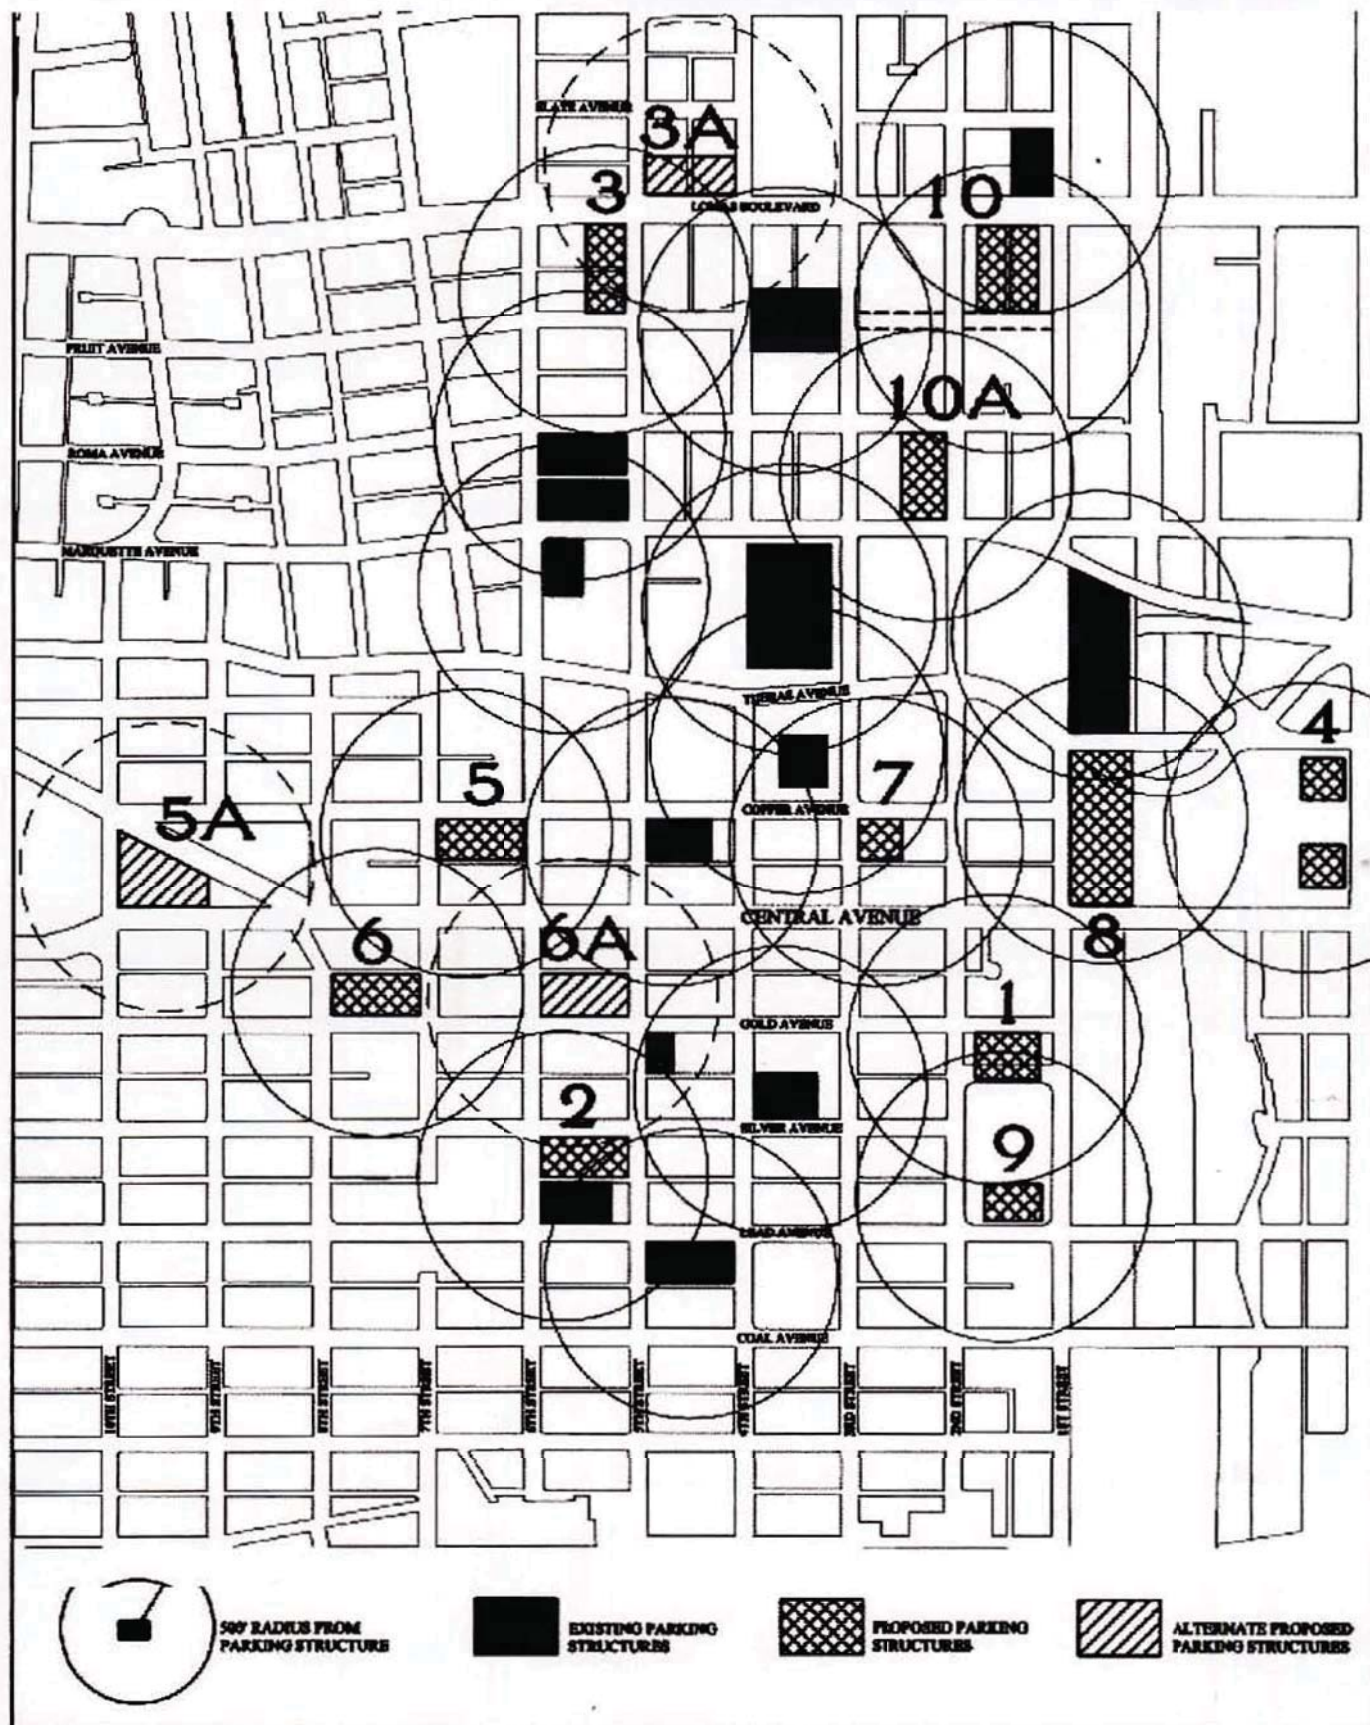 SLATE AVENUE
3A
3
LOMAS BOULEVARD
10
FRUIT AVENUE
10A
ROMA AVENUE
MARQUETTE AVENUE
TIJERAS AVENUE
4
5
7
COPPER AVENUE
5A
CENTRAL AVENUE
6
6A
8
1
GOLD AVENUE
2
SILVER AVENUE
9
LEAD AVENUE
COAL AVENUE
10TH STREET
9TH STREET
8TH STREET
7TH STREET
6TH STREET
5TH STREET
4TH STREET
3RD STREET
2ND STREET
1ST STREET
500' RADIUS FROM
PARKING STRUCTURE
EXISTING PARKING
STRUCTURES
PROPOSED PARKING
STRUCTURES
ALTERNATE PROPOSED
PARKING STRUCTURES